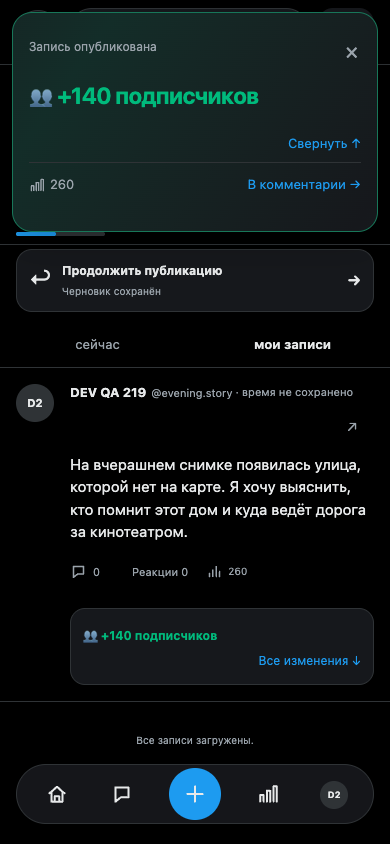 Запись опубликована
×
👥 +140 подписчиков
Свернуть ↑
260
В комментарии →
Продолжить публикацию
Черновик сохранён
→
сейчас
мои записи
D2
DEV QA 219 @evening.story · время не сохранено
На вчерашнем снимке появилась улица,
которой нет на карте. Я хочу выяснить,
кто помнит этот дом и куда ведёт дорога
за кинотеатром.
0
Реакции 0
260
👥 +140 подписчиков
Все изменения ↓
Все записи загружены.
D2